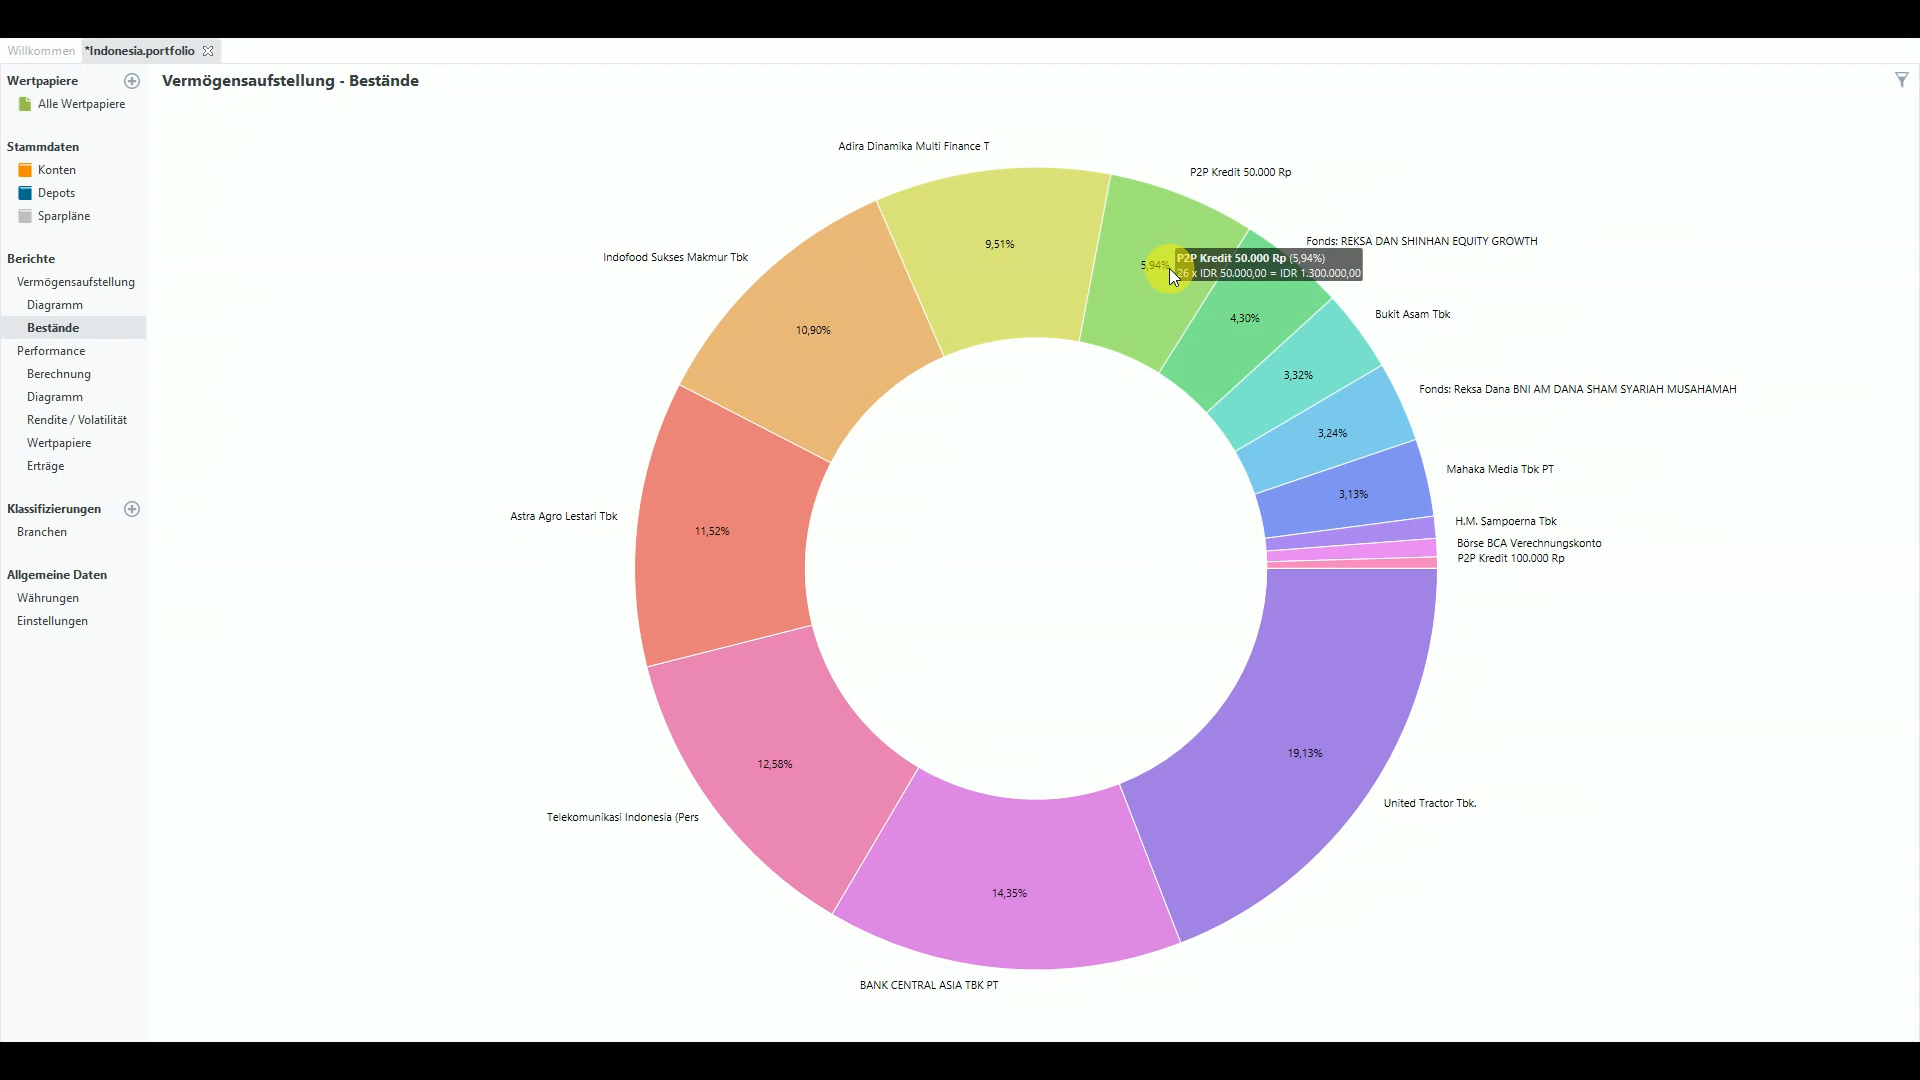 Willkommen
*Indonesia.portfolio
Wertpapiere
Alle Wertpapiere
Stammdaten
Konten
Depots
Sparpläne
Berichte
Vermögensaufstellung
Diagramm
Bestände
Performance
Berechnung
Diagramm
Rendite / Volatilität
Wertpapiere
Erträge
Klassifizierungen
Branchen
Allgemeine Daten
Währungen
Einstellungen
Vermögensaufstellung - Bestände
Adira Dinamika Multi Finance T
9,51%
P2P Kredit 50.000 Rp
5,94%
P2P Kredit 50.000 Rp (5,94%)
26 x IDR 50.000,00 = IDR 1.300.000,00
Fonds: REKSA DAN SHINHAN EQUITY GROWTH
4,30%
Bukit Asam Tbk
3,32%
Fonds: Reksa Dana BNI AM DANA SHAM SYARIAH MUSAHAMAH
3,24%
Mahaka Media Tbk PT
3,13%
H.M. Sampoerna Tbk
Börse BCA Verechnungskonto
P2P Kredit 100.000 Rp
19,13%
United Tractor Tbk.
14,35%
BANK CENTRAL ASIA TBK PT
12,58%
Telekomunikasi Indonesia (Pers
11,52%
Astra Agro Lestari Tbk
10,90%
Indofood Sukses Makmur Tbk